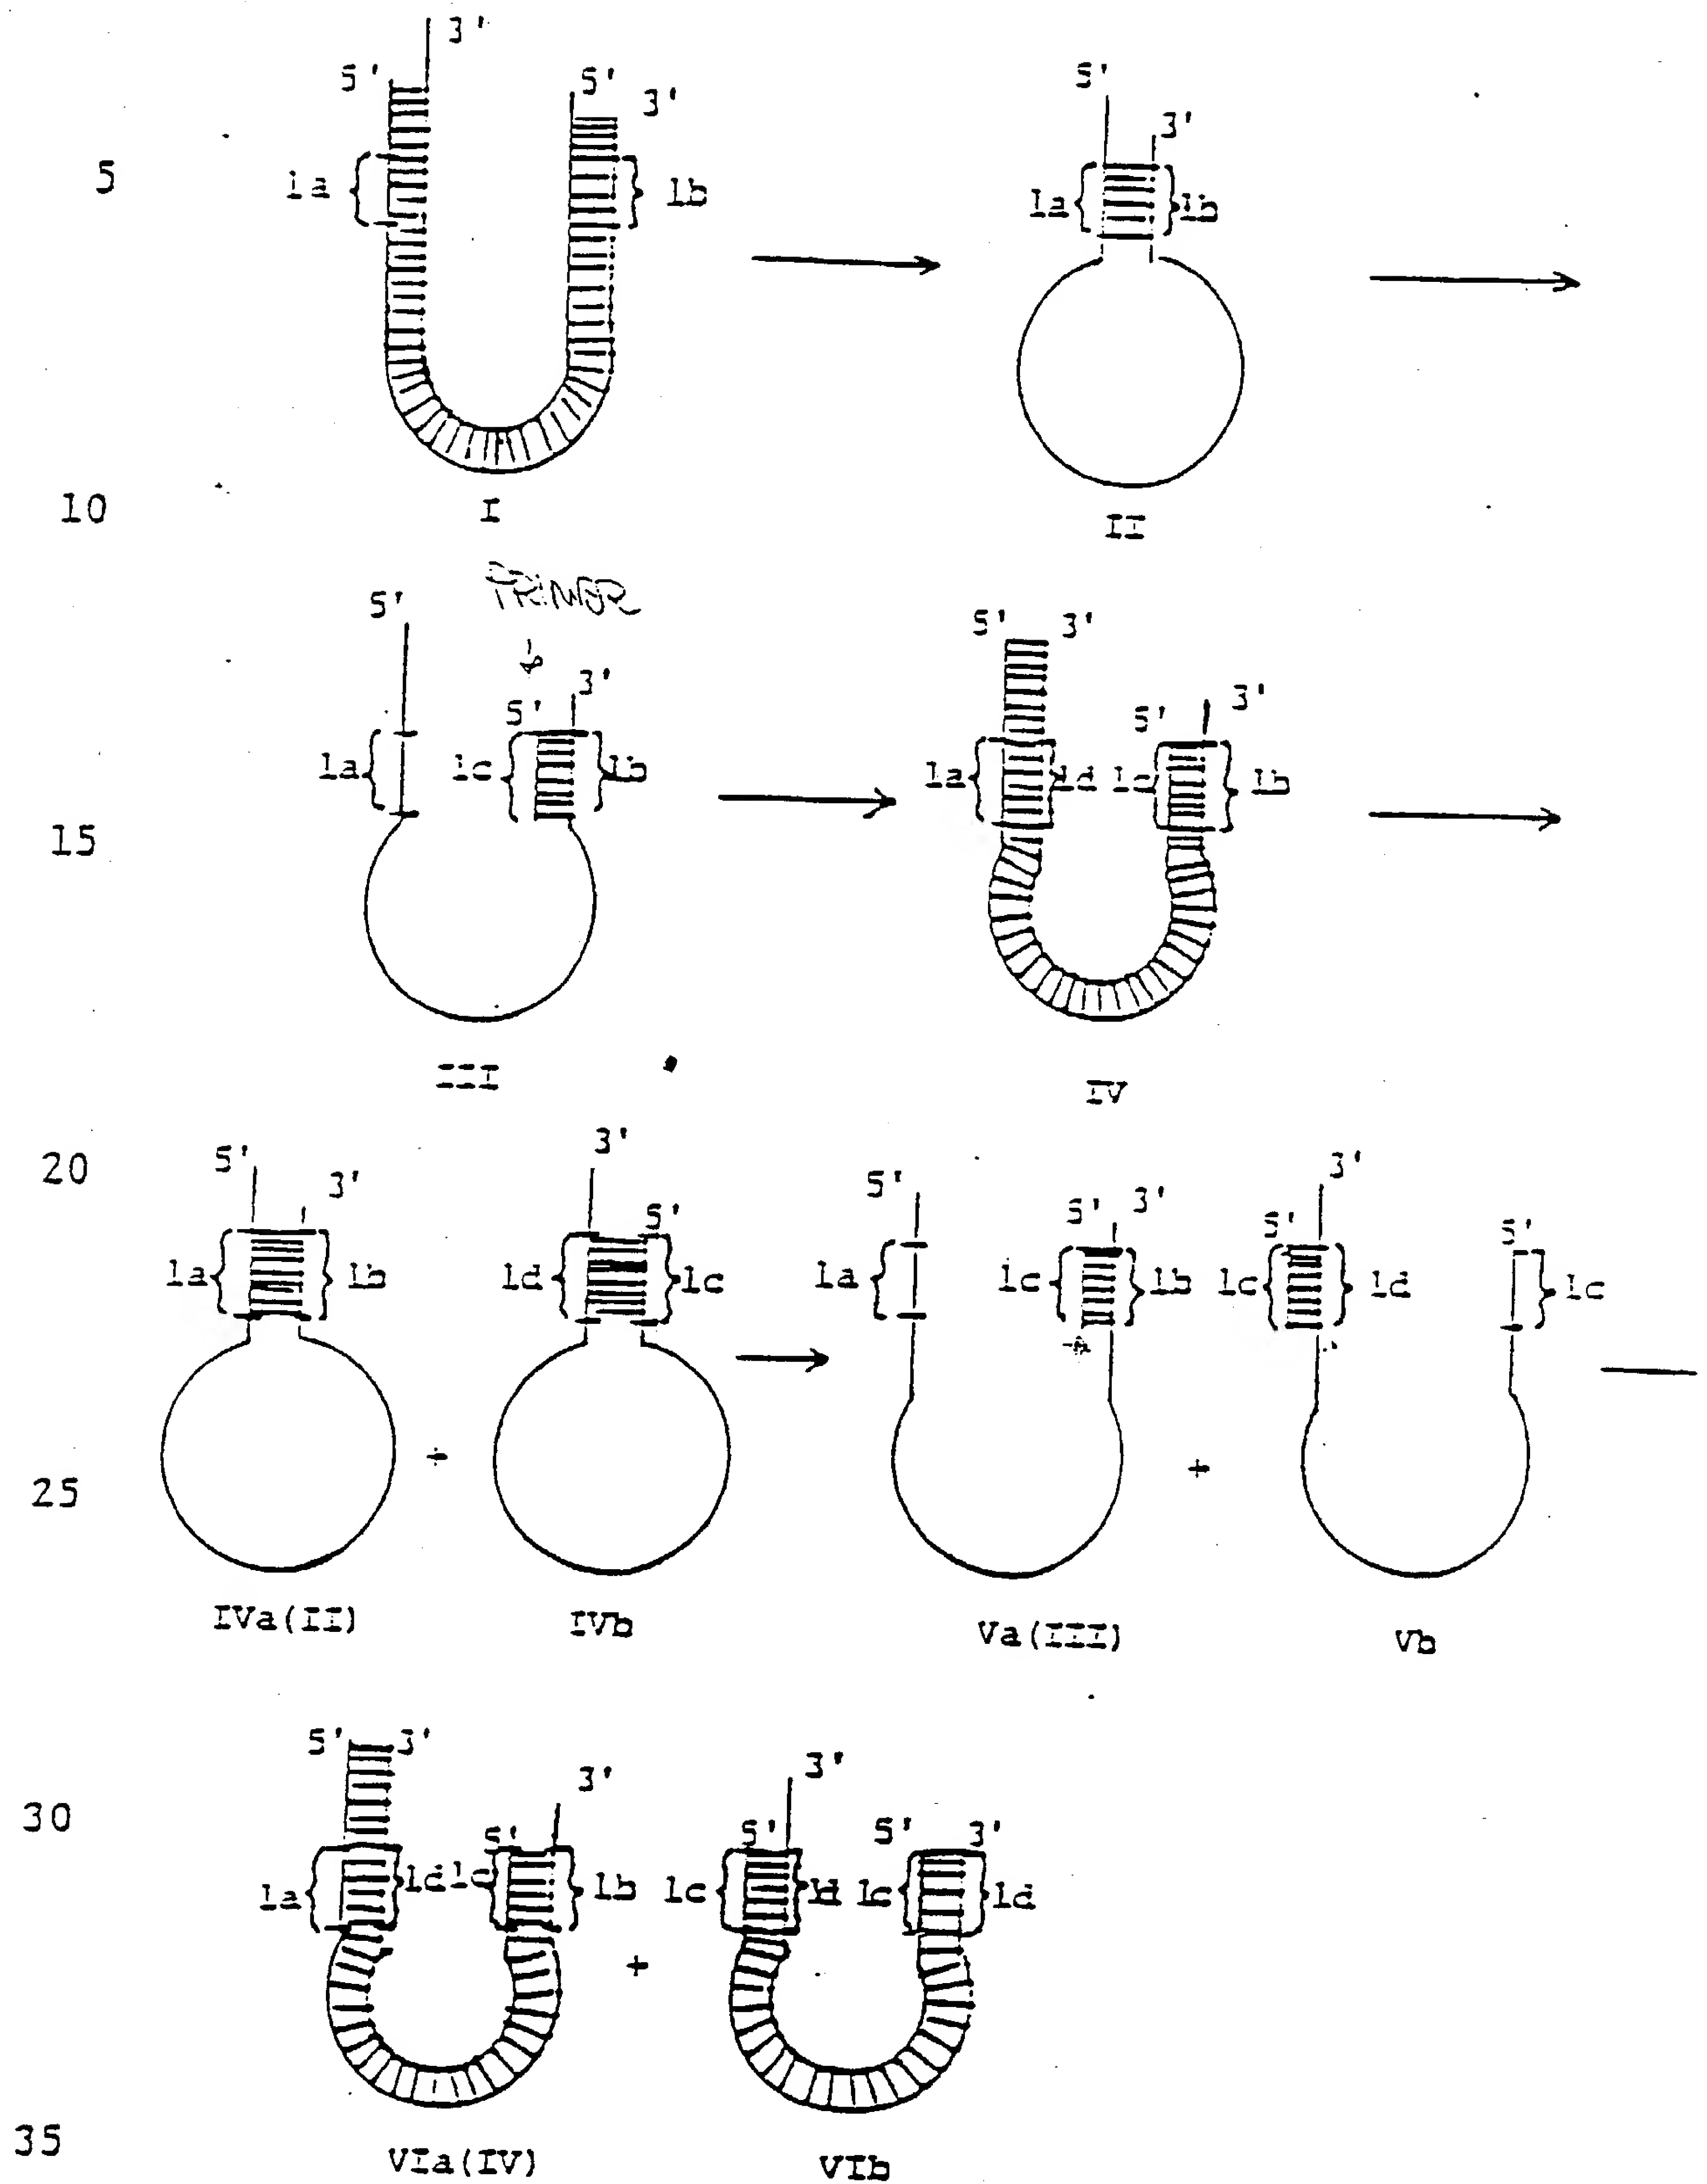 3'
5' 5' 3'
5 1a 1b
I
5' 3'
1a 1b
II
10
PRIMER
5' 5' 3'
1a 1c 1b
III
5' 3' 5' 3'
1a 1d 1c 1b
IV
15
20
5' 3'
1a 1b
IVa(II)
+
3' 5'
1d 1c
IVb
5' 5' 3'
1a 1c 1b
Va(III)
+
5' 3' 5'
1c 1d 1c
Vb
25
30
5' 3' 5' 3'
1a 1d 1c 1b
VIa(IV)
+
5' 3' 5' 3'
1c 1d 1c 1d
VIb
35